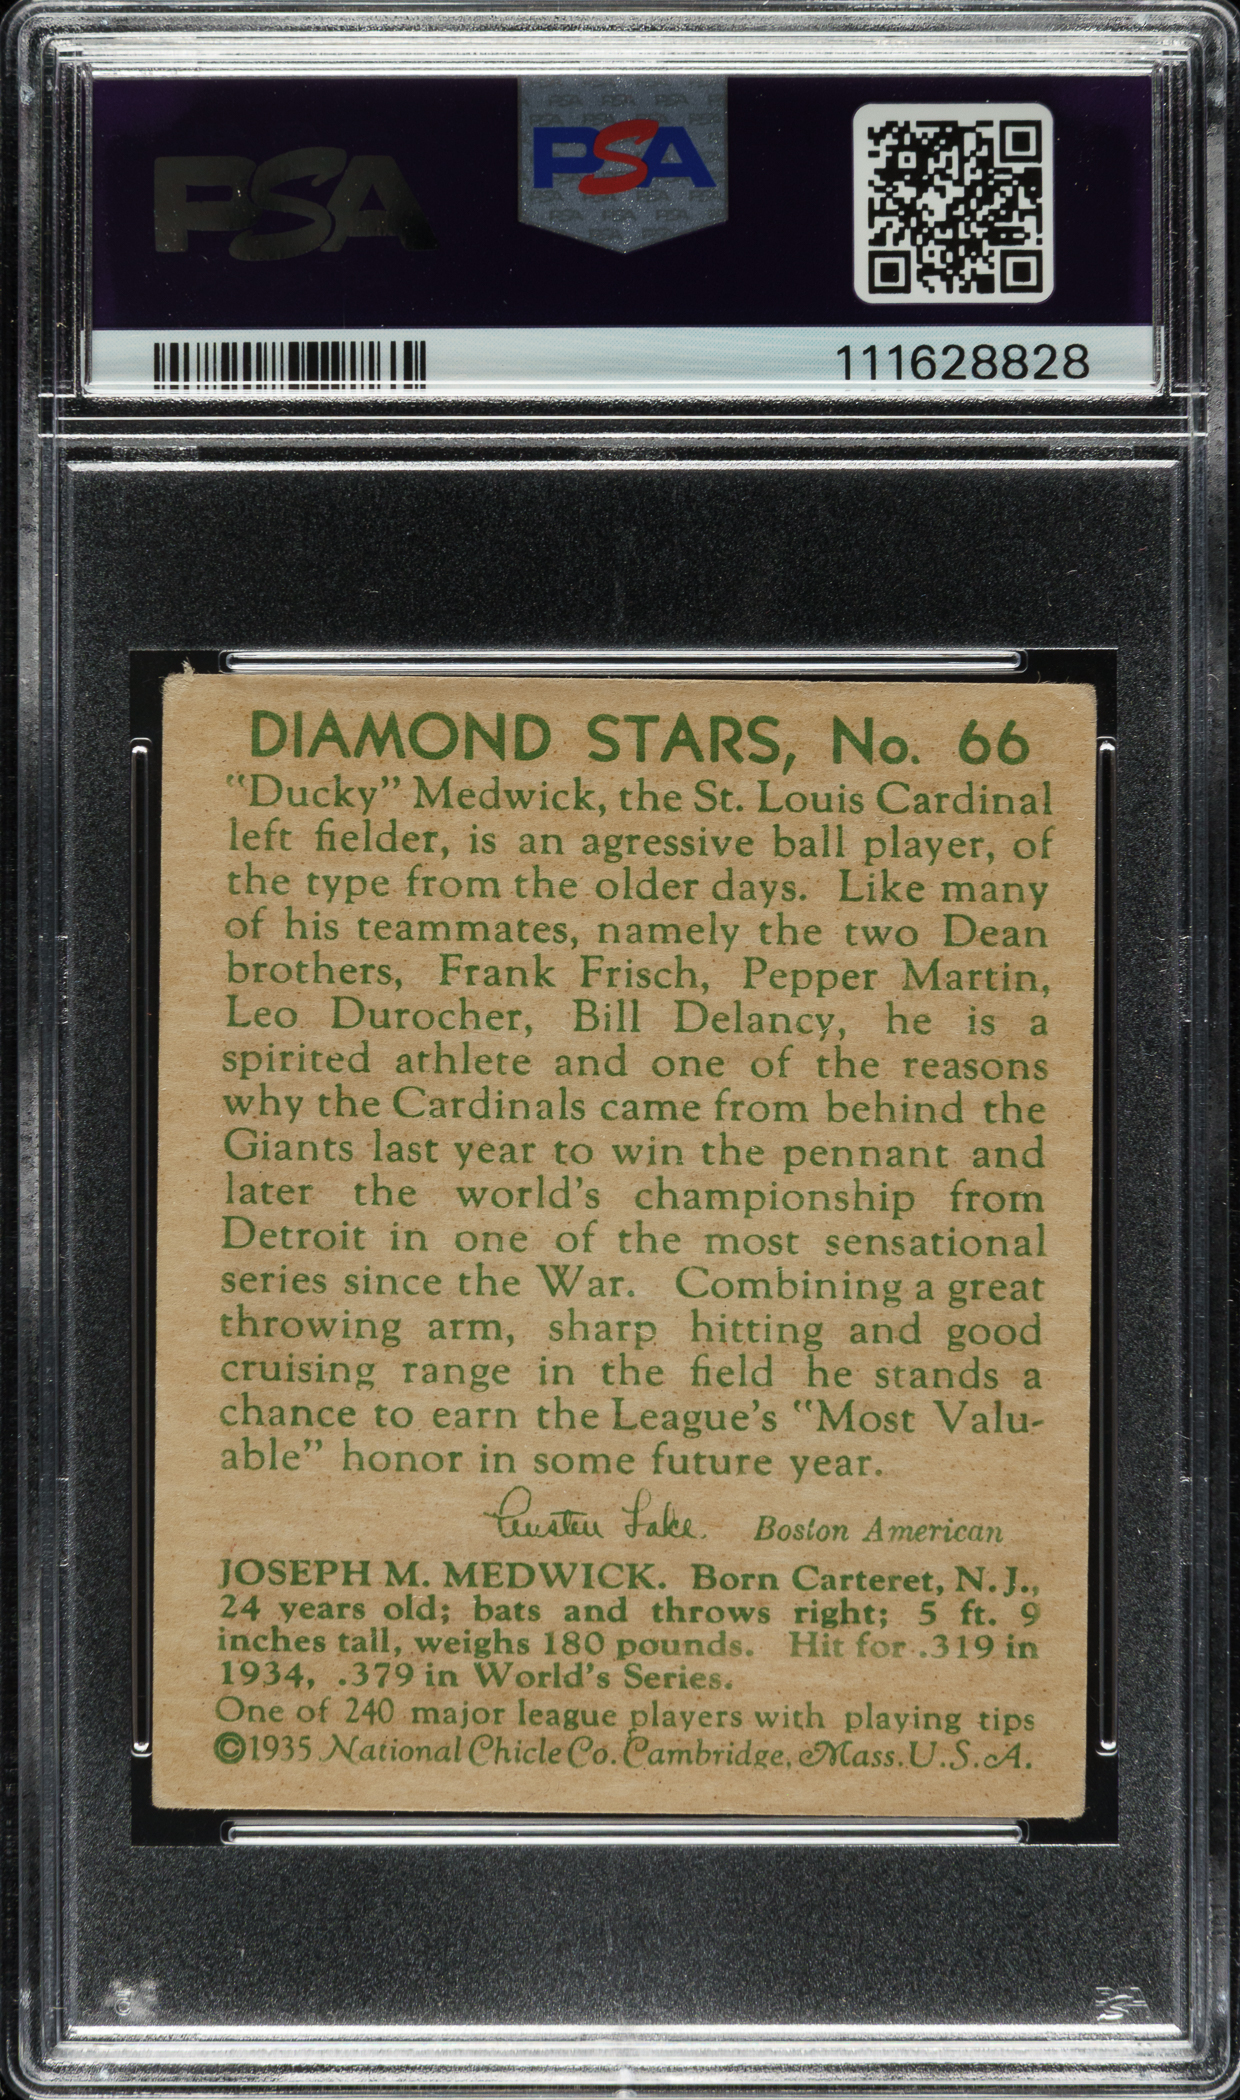 PSA
PSA
111628828
DIAMOND STARS, No. 66
"Ducky" Medwick, the St. Louis Cardinal
left fielder, is an agressive ball player, of
the type from the older days. Like many
of his teammates, namely the two Dean
brothers, Frank Frisch, Pepper Martin,
Leo Durocher, Bill Delancy, he is a
spirited athlete and one of the reasons
why the Cardinals came from behind the
Giants last year to win the pennant and
later the world's championship from
Detroit in one of the most sensational
series since the War. Combining a great
throwing arm, sharp hitting and good
cruising range in the field he stands a
chance to earn the League's "Most Valu-
able" honor in some future year.
Austen Lake. Boston American
JOSEPH M. MEDWICK. Born Carteret, N. J.,
24 years old; bats and throws right; 5 ft. 9
inches tall, weighs 180 pounds. Hit for .319 in
1934, .379 in World's Series.
One of 240 major league players with playing tips
©1935 National Chicle Co. Cambridge, Mass. U.S.A.